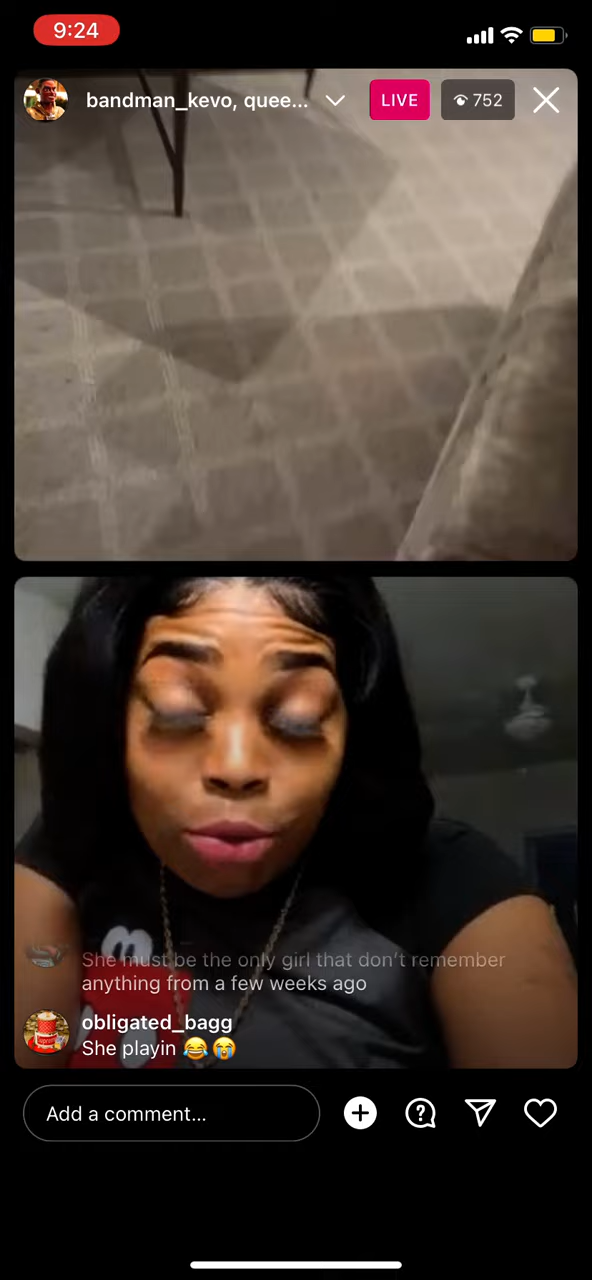 9:24
bandman_kevo, quee...
LIVE
752
She must be the only girl that don't remember
anything from a few weeks ago
obligated_bagg
She playin 😂😭
Add a comment...